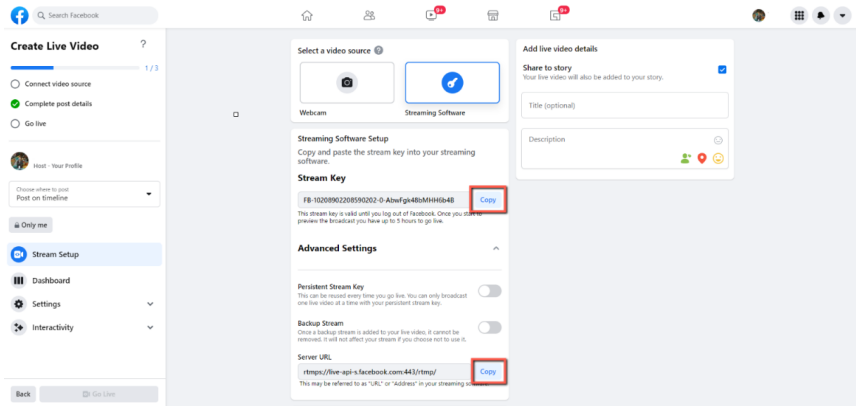 Search Facebook
9+
9+
Create Live Video
?
1 / 3
Connect video source
Complete post details
Go live
Host - Your Profile
Choose where to post
Post on timeline
Only me
Stream Setup
Dashboard
Settings
Interactivity
Back
Go Live
Select a video source ?
Webcam
Streaming Software
Streaming Software Setup
Copy and paste the stream key into your streaming
software.
Stream Key
FB-10208902208590202-0-AbwFgk48bMHH6b4B
Copy
This stream key is valid until you log out of Facebook. Once you start to
preview the broadcast you have up to 5 hours to go live.
Advanced Settings
Persistent Stream Key
This can be reused every time you go live. You can only broadcast
one live video at a time with your persistent stream key.
Backup Stream
Once a backup stream is added to your live video, it cannot be
removed. It will not affect your stream if you choose not to use it.
Server URL
rtmps://live-api-s.facebook.com:443/rtmp/
Copy
This may be referred to as "URL" or "Address" in your streaming software.
Add live video details
Share to story
Your live video will also be added to your story.
Title (optional)
Description